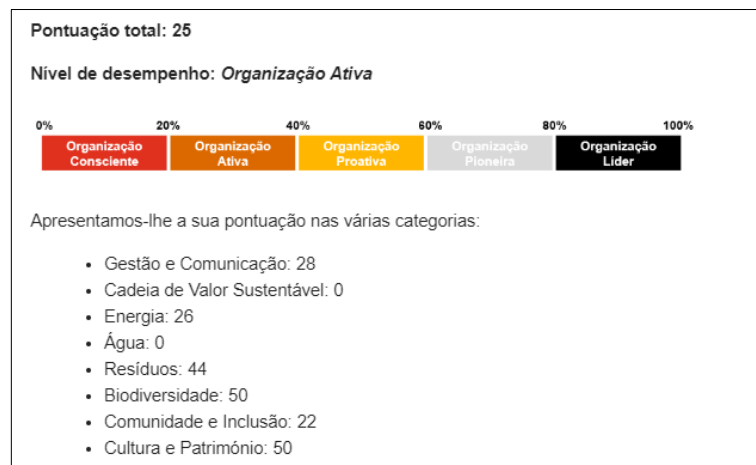 Pontuação total: 25
Nível de desempenho: Organização Ativa
0% 20% 40% 60% 80% 100%
Organização Organização Organização Organização Organização
Consciente Ativa Proativa Pioneira Líder
Apresentamos-lhe a sua pontuação nas várias categorias:
• Gestão e Comunicação: 28
• Cadeia de Valor Sustentável: 0
• Energia: 26
• Água: 0
• Resíduos: 44
• Biodiversidade: 50
• Comunidade e Inclusão: 22
• Cultura e Património: 50